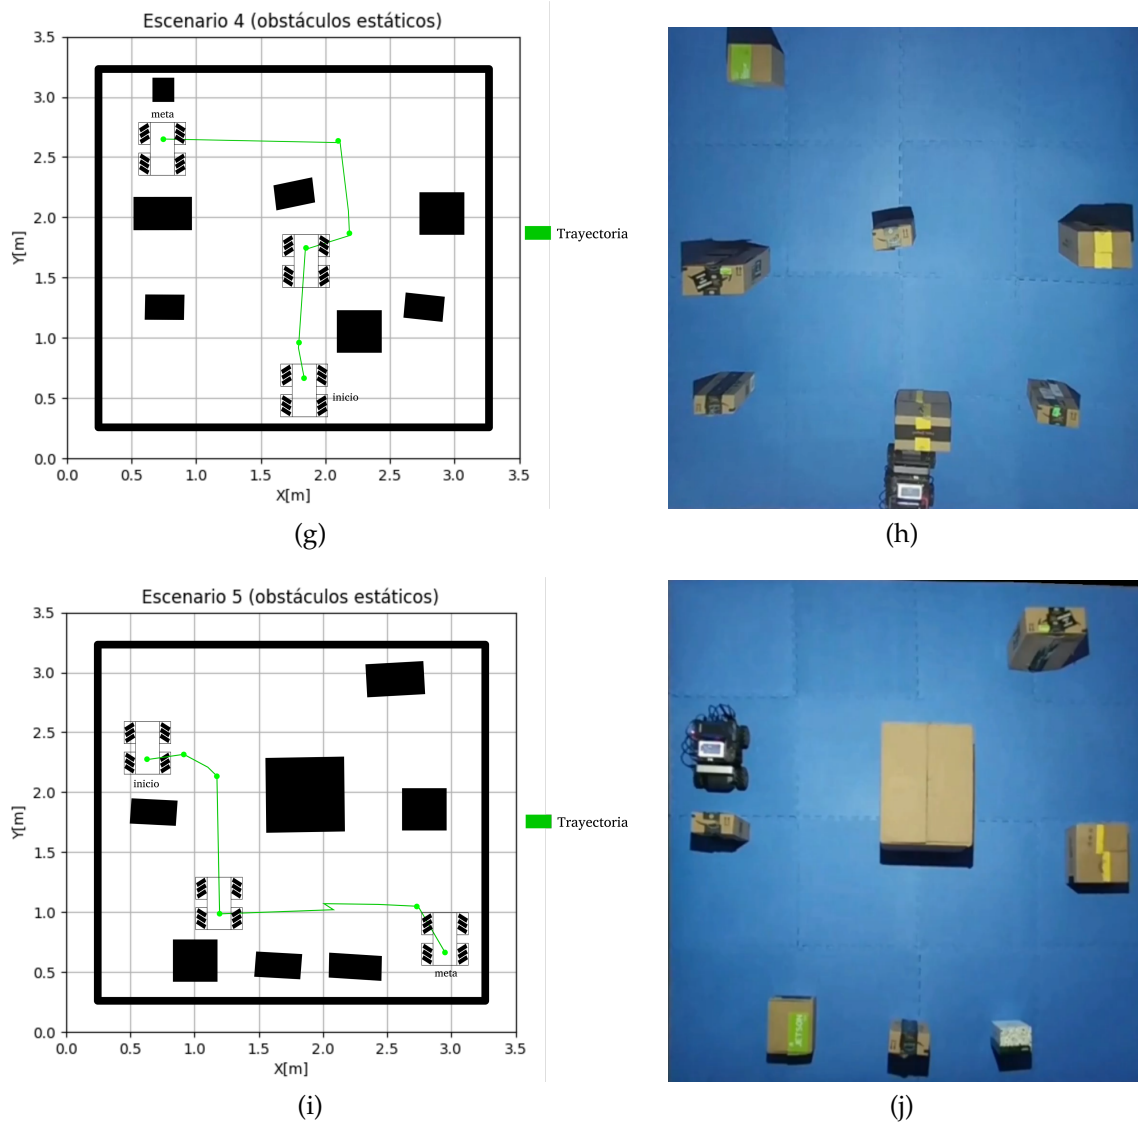 Escenario 4 (obstáculos estáticos)
3.5
3.0
2.5
2.0
1.5
1.0
0.5
0.0
Y[m]
meta
inicio
Trayectoria
0.0 0.5 1.0 1.5 2.0 2.5 3.0 3.5
X[m]
(g)
(h)
Escenario 5 (obstáculos estáticos)
3.5
3.0
2.5
2.0
1.5
1.0
0.5
0.0
Y[m]
inicio
meta
Trayectoria
0.0 0.5 1.0 1.5 2.0 2.5 3.0 3.5
X[m]
JETSON
(i)
(j)